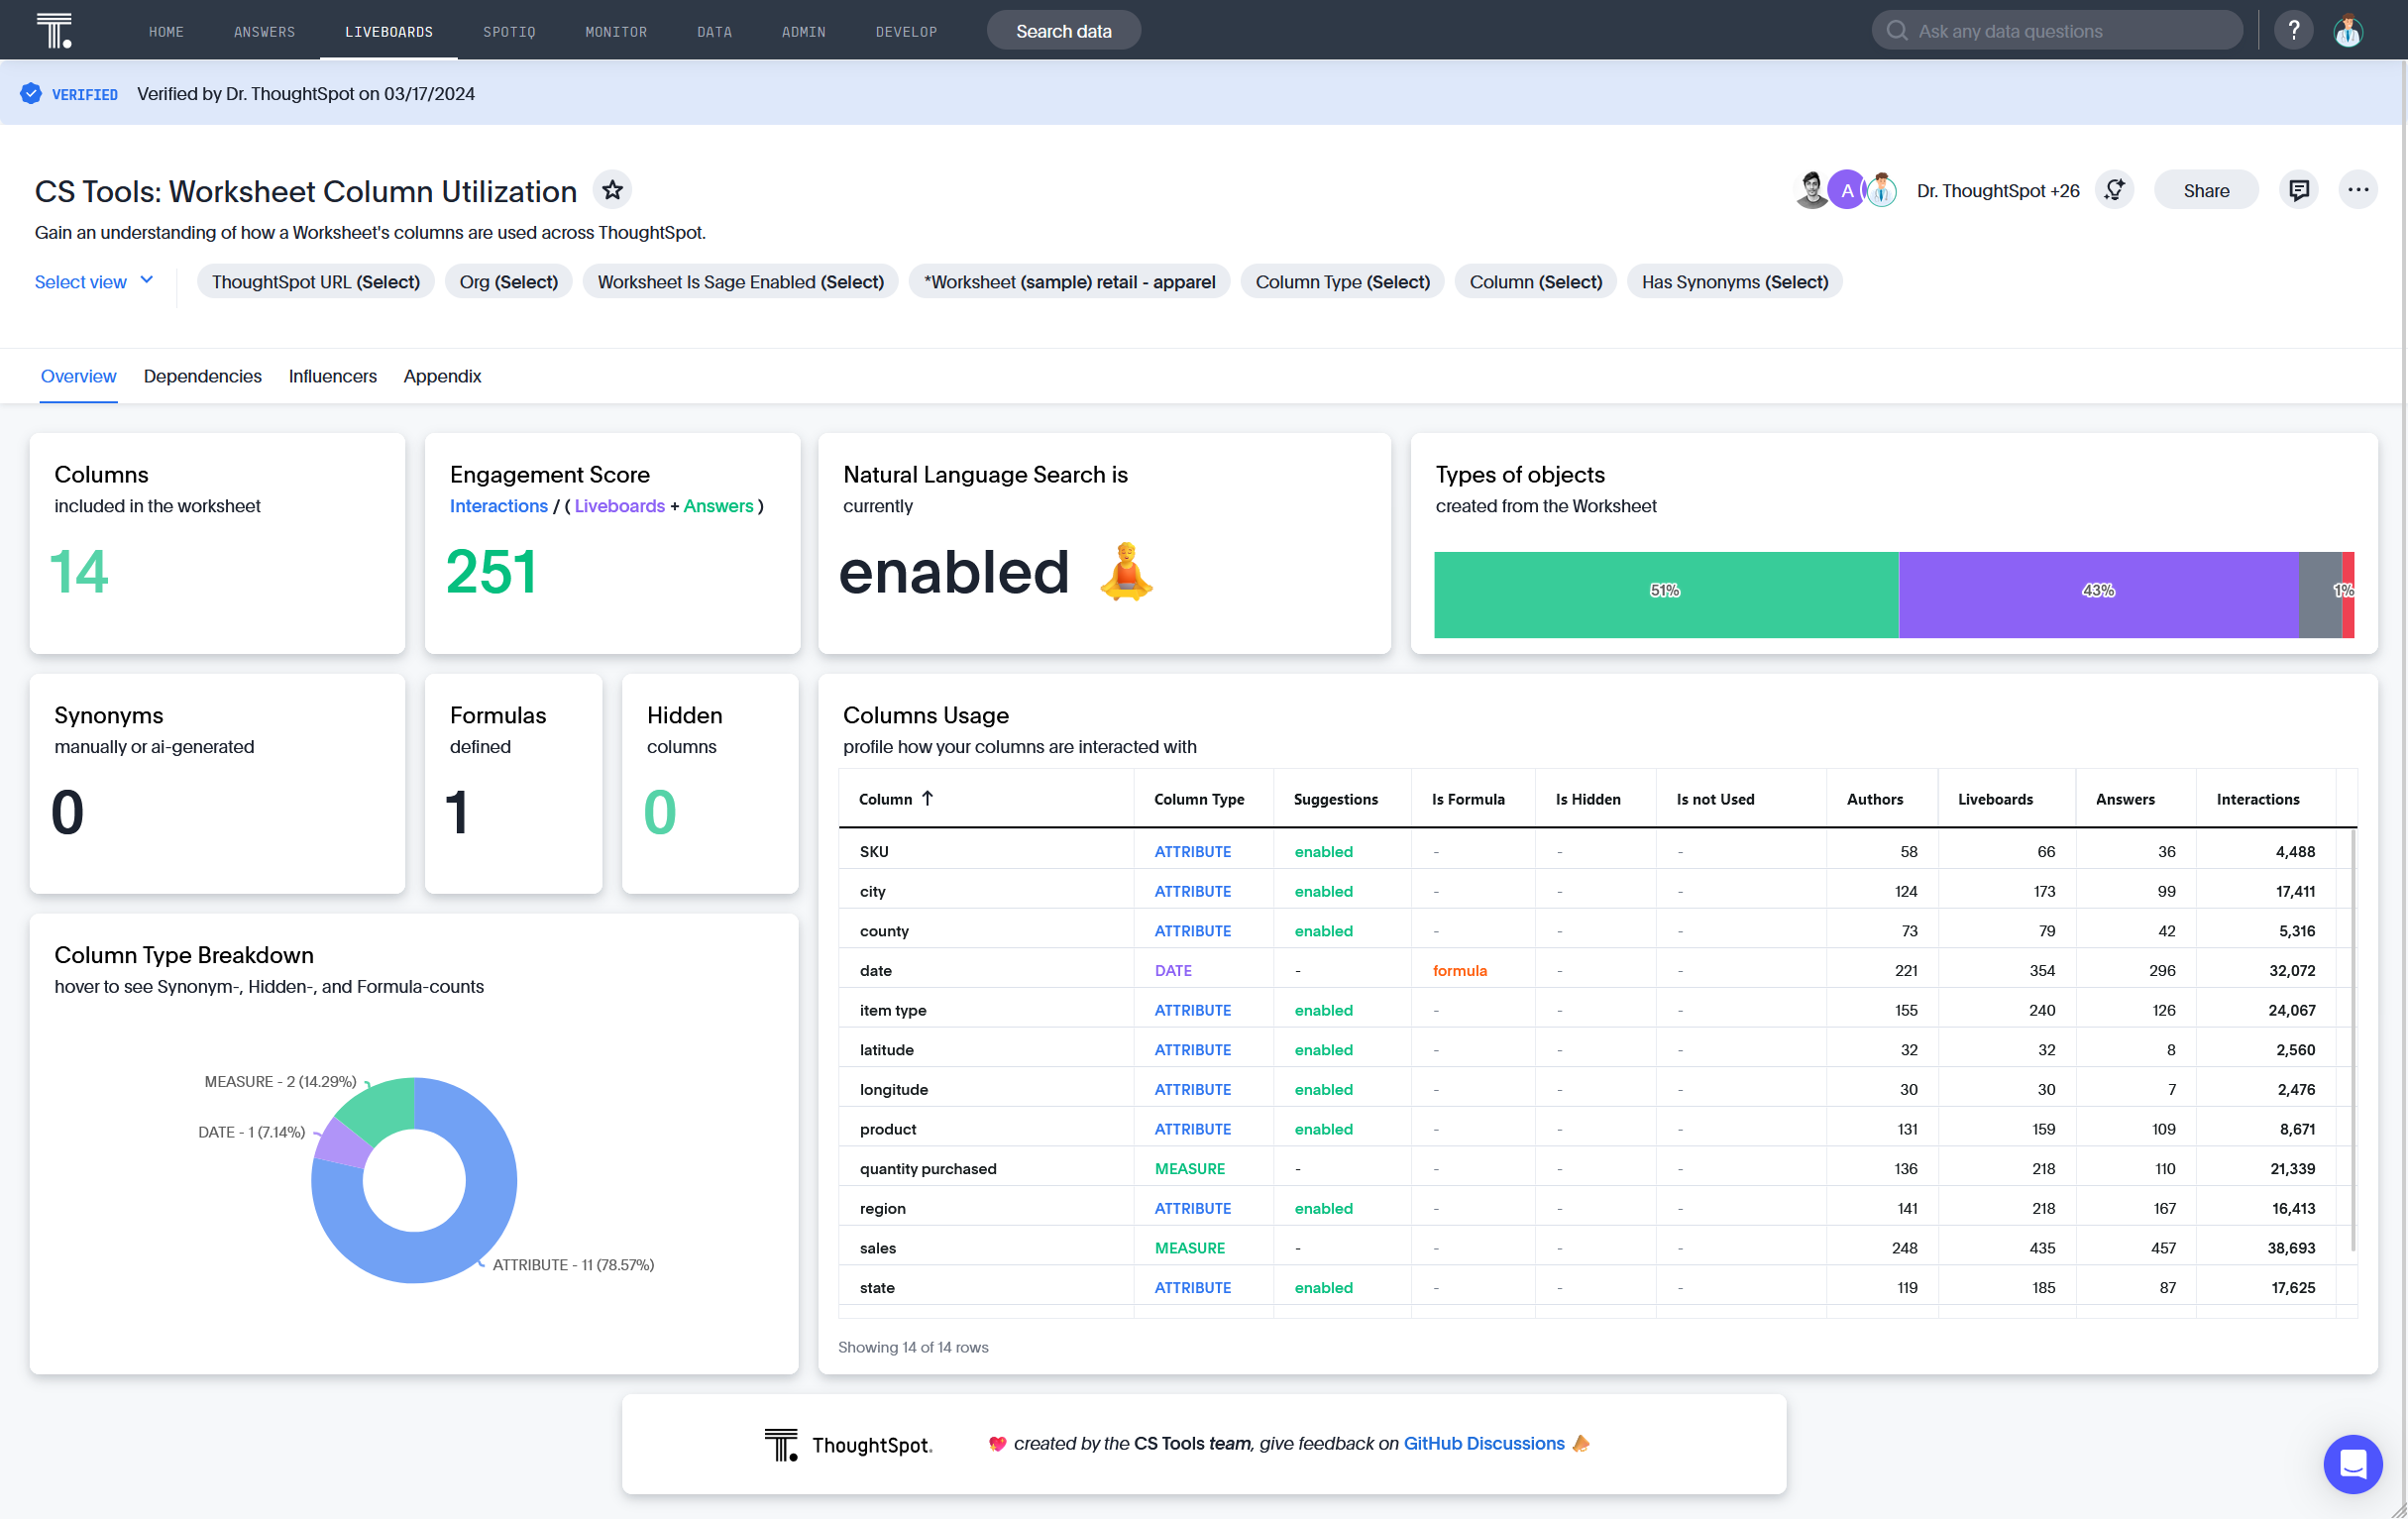 HOME ANSWERS LIVEBOARDS SPOTIQ MONITOR DATA ADMIN DEVELOP Search data Ask any data questions ?
VERIFIED Verified by Dr. ThoughtSpot on 03/17/2024
CS Tools: Worksheet Column Utilization
A Dr. ThoughtSpot +26 Share
Gain an understanding of how a Worksheet's columns are used across ThoughtSpot.
Select view ThoughtSpot URL (Select) Org (Select) Worksheet Is Sage Enabled (Select) *Worksheet (sample) retail - apparel Column Type (Select) Column (Select) Has Synonyms (Select)
Overview Dependencies Influencers Appendix
Columns
included in the worksheet
14
Engagement Score
Interactions / ( Liveboards + Answers )
251
Natural Language Search is
currently
enabled
Types of objects
created from the Worksheet
51% 43% 1%
Synonyms
manually or ai-generated
0
Formulas
defined
1
Hidden
columns
0
Column Type Breakdown
hover to see Synonym-, Hidden-, and Formula-counts
MEASURE - 2 (14.29%)
DATE - 1 (7.14%)
ATTRIBUTE - 11 (78.57%)
Columns Usage
profile how your columns are interacted with
Column ↑ Column Type Suggestions Is Formula Is Hidden Is not Used Authors Liveboards Answers Interactions
SKU ATTRIBUTE enabled - - - 58 66 36 4,488
city ATTRIBUTE enabled - - - 124 173 99 17,411
county ATTRIBUTE enabled - - - 73 79 42 5,316
date DATE - formula - - 221 354 296 32,072
item type ATTRIBUTE enabled - - - 155 240 126 24,067
latitude ATTRIBUTE enabled - - - 32 32 8 2,560
longitude ATTRIBUTE enabled - - - 30 30 7 2,476
product ATTRIBUTE enabled - - - 131 159 109 8,671
quantity purchased MEASURE - - - - 136 218 110 21,339
region ATTRIBUTE enabled - - - 141 218 167 16,413
sales MEASURE - - - - 248 435 457 38,693
state ATTRIBUTE enabled - - - 119 185 87 17,625
Showing 14 of 14 rows
ThoughtSpot. created by the CS Tools team, give feedback on GitHub Discussions